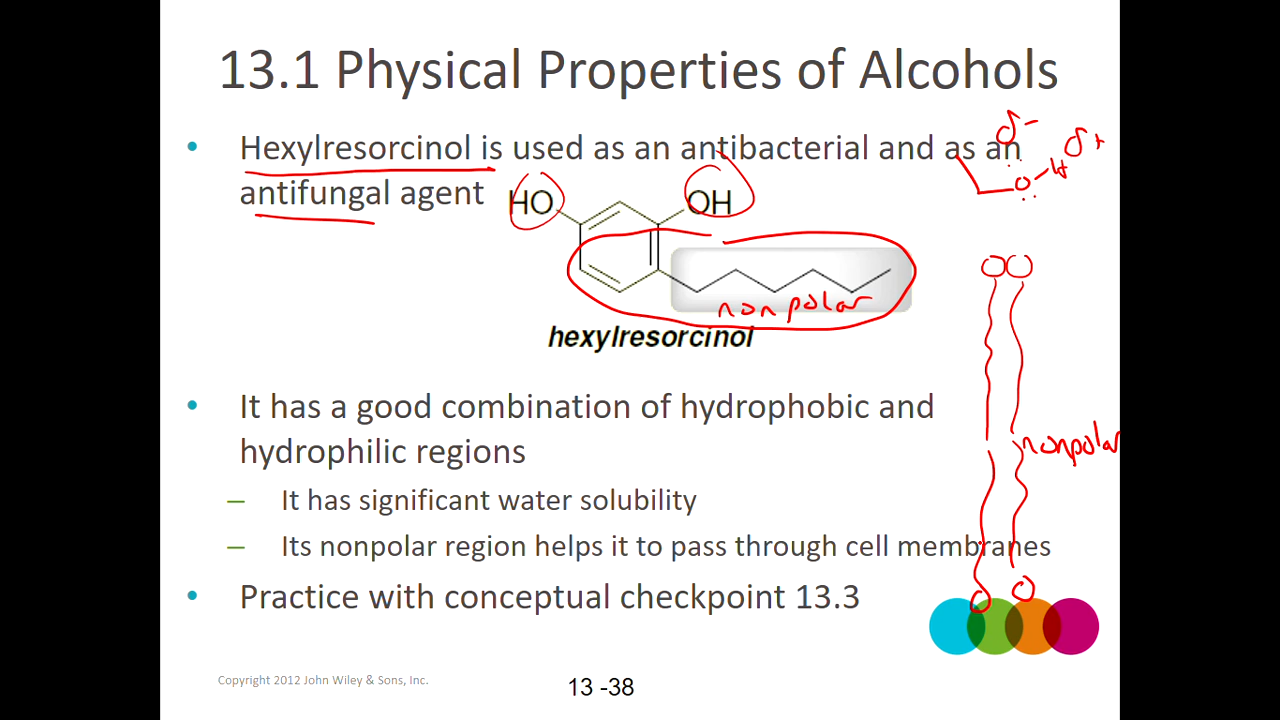 13.1 Physical Properties of Alcohols
• Hexylresorcinol is used as an antibacterial and as an
antifungal agent
HO OH
δ- δ+
O-H
nonpolar
hexylresorcinol
• It has a good combination of hydrophobic and
hydrophilic regions
nonpolar
– It has significant water solubility
– Its nonpolar region helps it to pass through cell membranes
• Practice with conceptual checkpoint 13.3
Copyright 2012 John Wiley & Sons, Inc.
13 -38